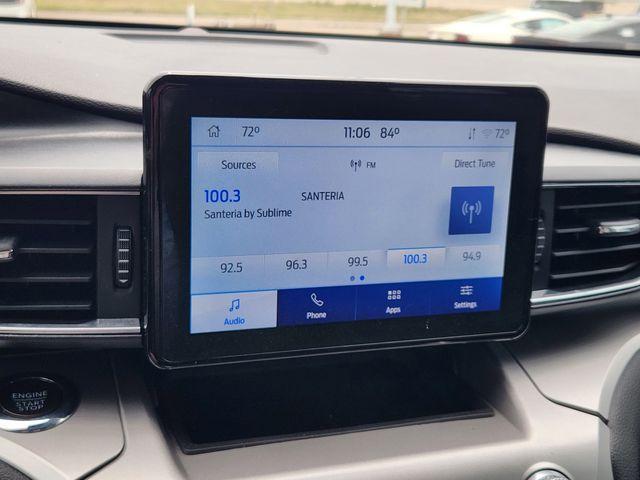 72° 11:06 84° 72°
Sources FM Direct Tune
100.3 SANTERIA
Santeria by Sublime
92.5 96.3 99.5 100.3 94.9
Audio Phone Apps Settings
ENGINE
START
STOP